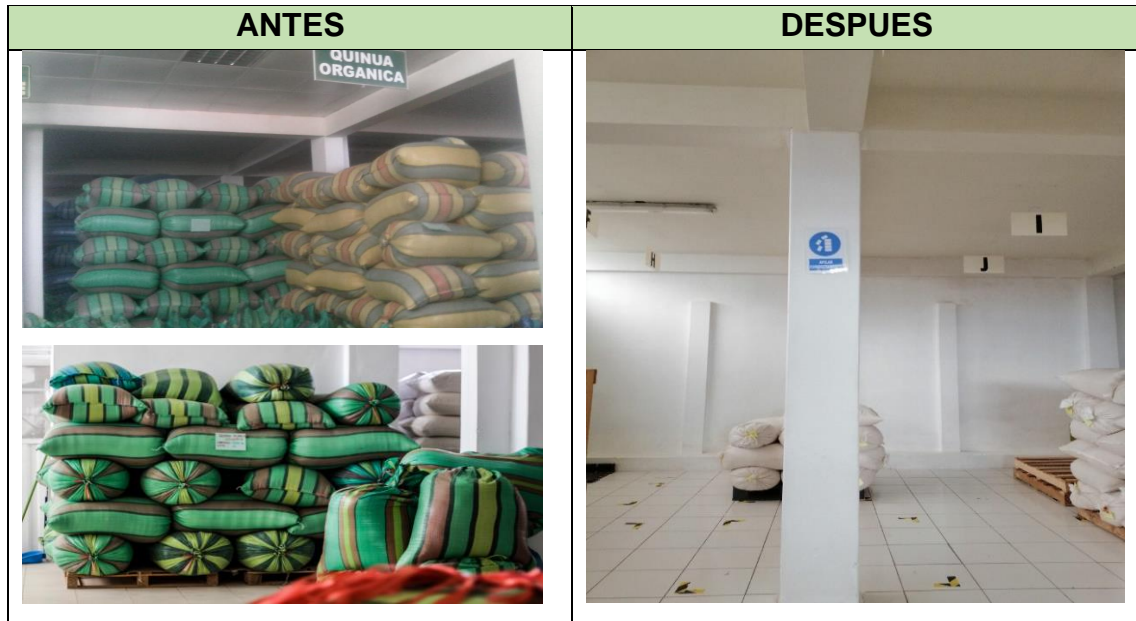 ANTES
DESPUES
QUINUA
ORGANICA
H
I
J